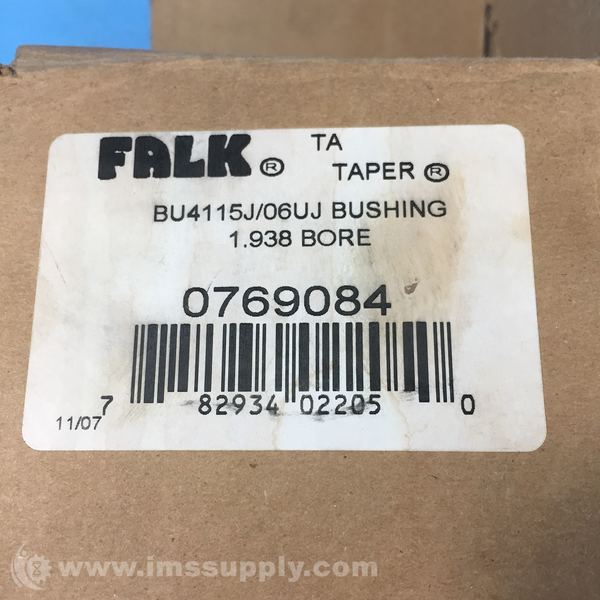 FALK® TA
TAPER®
BU4115J/06UJ BUSHING
1.938 BORE
0769084
7 82934 02205 0
11/07
www.imssupply.com